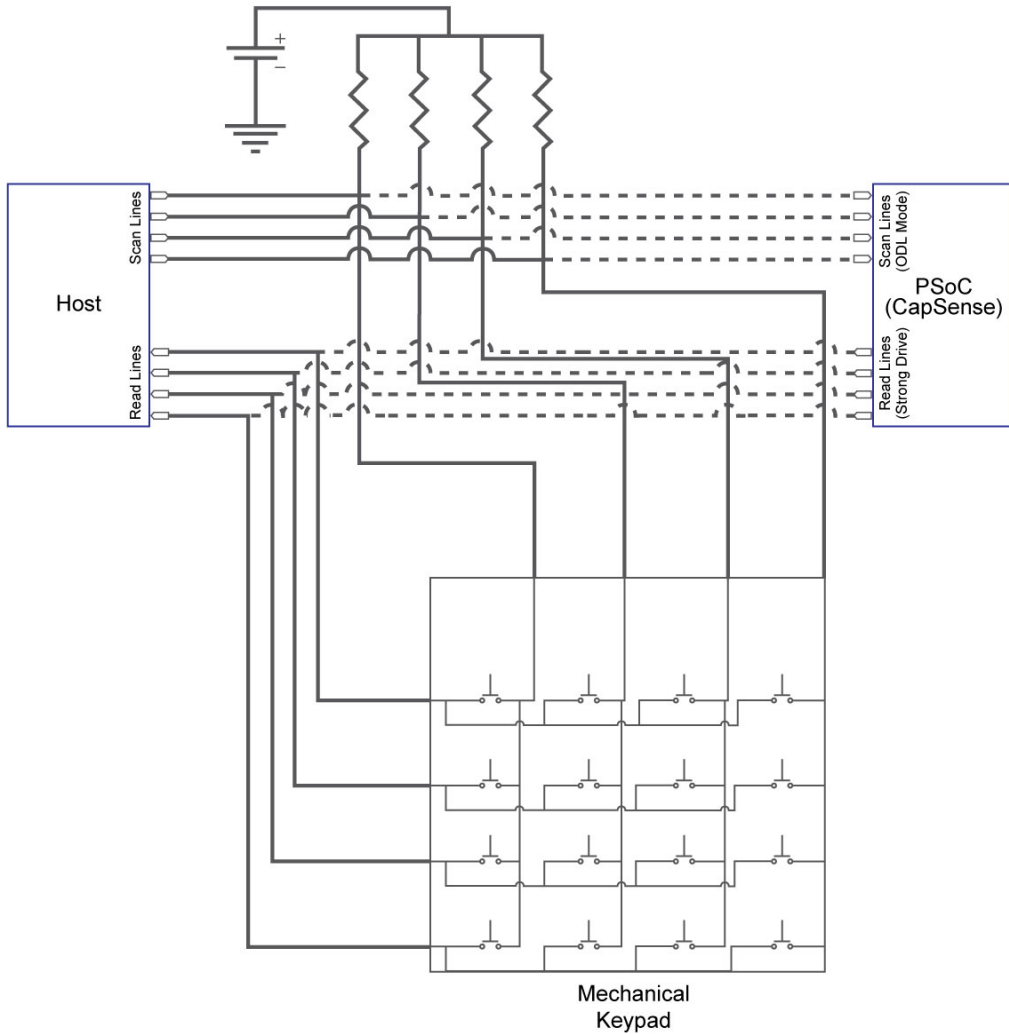 +
−
Scan Lines
Host
Read Lines
Scan Lines
(ODL Mode)
PSoC
(CapSense)
Read Lines
(Strong Drive)
Mechanical
Keypad